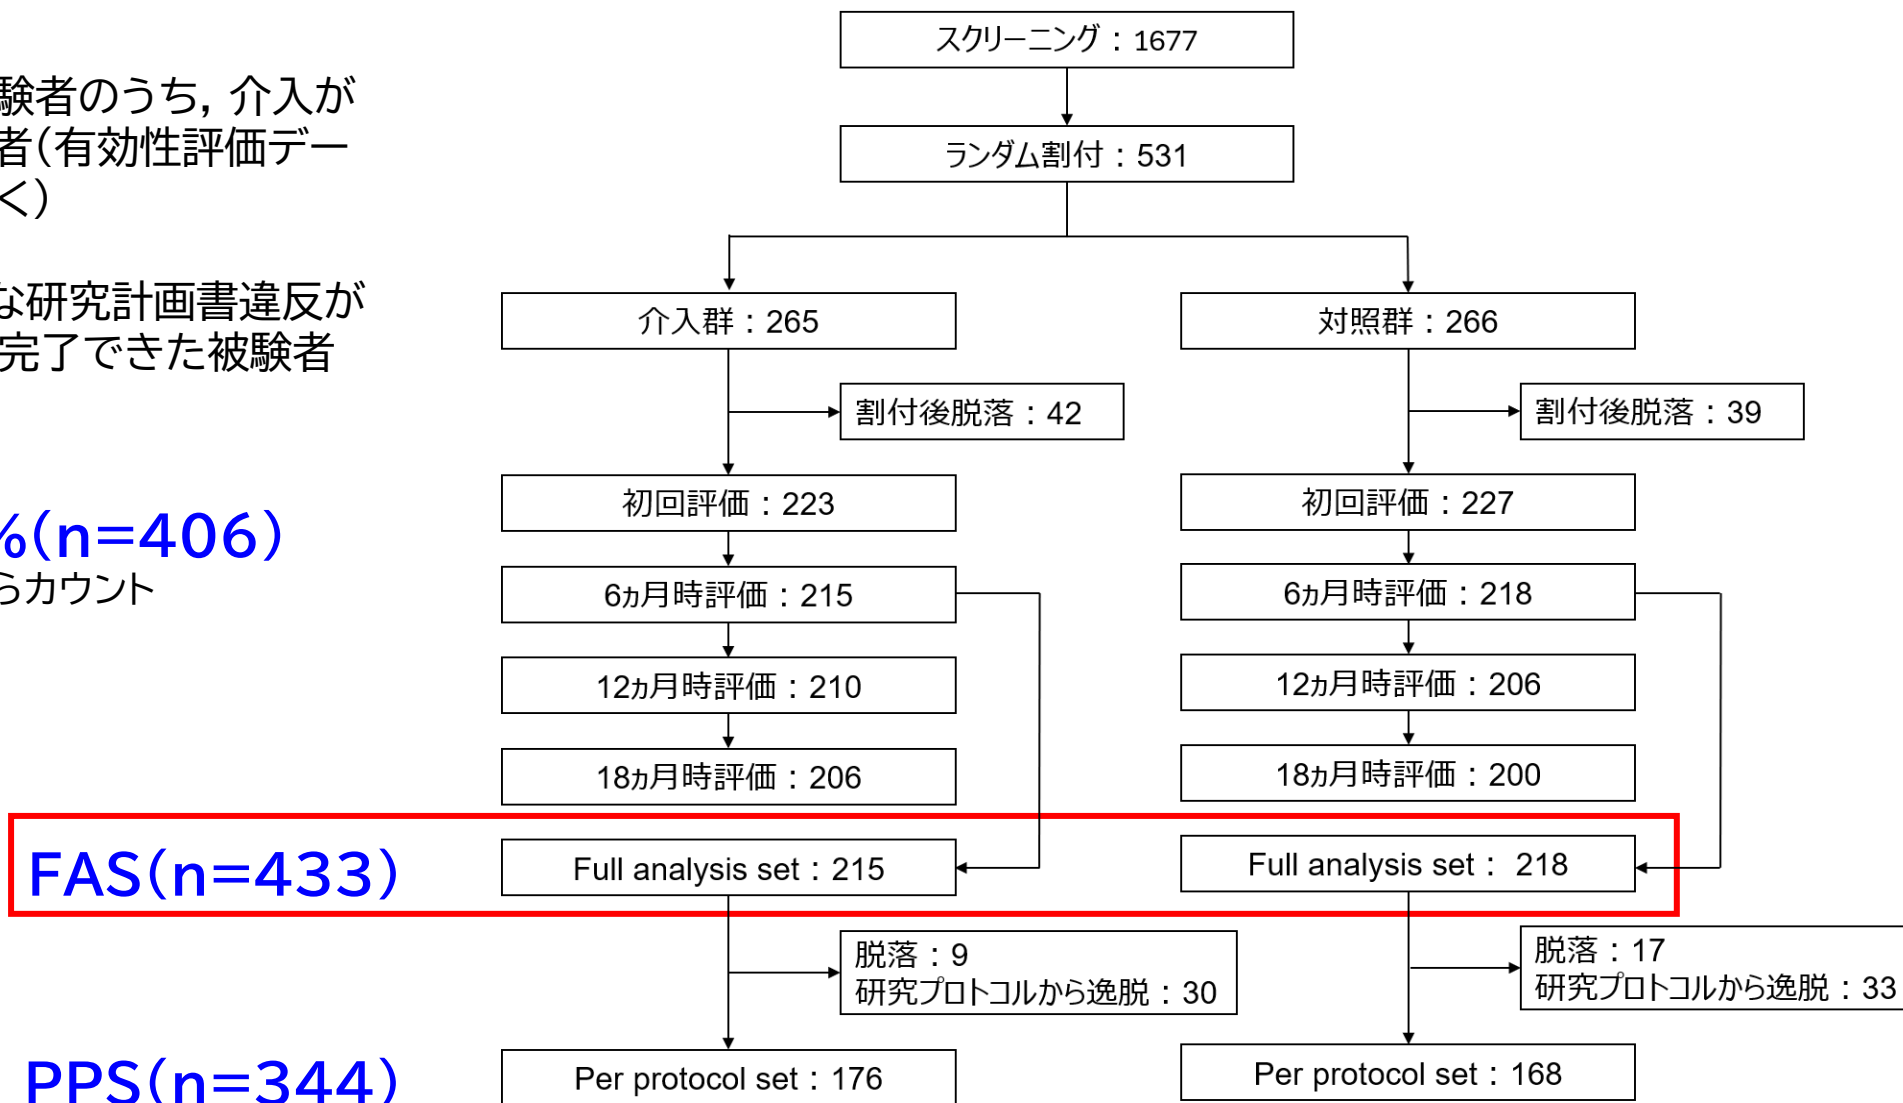 スクリーニング：1677
験者のうち，介入が
者（有効性評価デー
く）
ランダム割付：531
な研究計画書違反が
完了できた被験者
介入群：265
対照群：266
割付後脱落：42
割付後脱落：39
初回評価：223
初回評価：227
%(n=406)
らカウント
6ヵ月時評価：215
6ヵ月時評価：218
12ヵ月時評価：210
12ヵ月時評価：206
18ヵ月時評価：206
18ヵ月時評価：200
FAS(n=433)
Full analysis set：215
Full analysis set： 218
脱落：9
研究プロトコルから逸脱：30
脱落：17
研究プロトコルから逸脱：33
PPS(n=344)
Per protocol set：176
Per protocol set：168